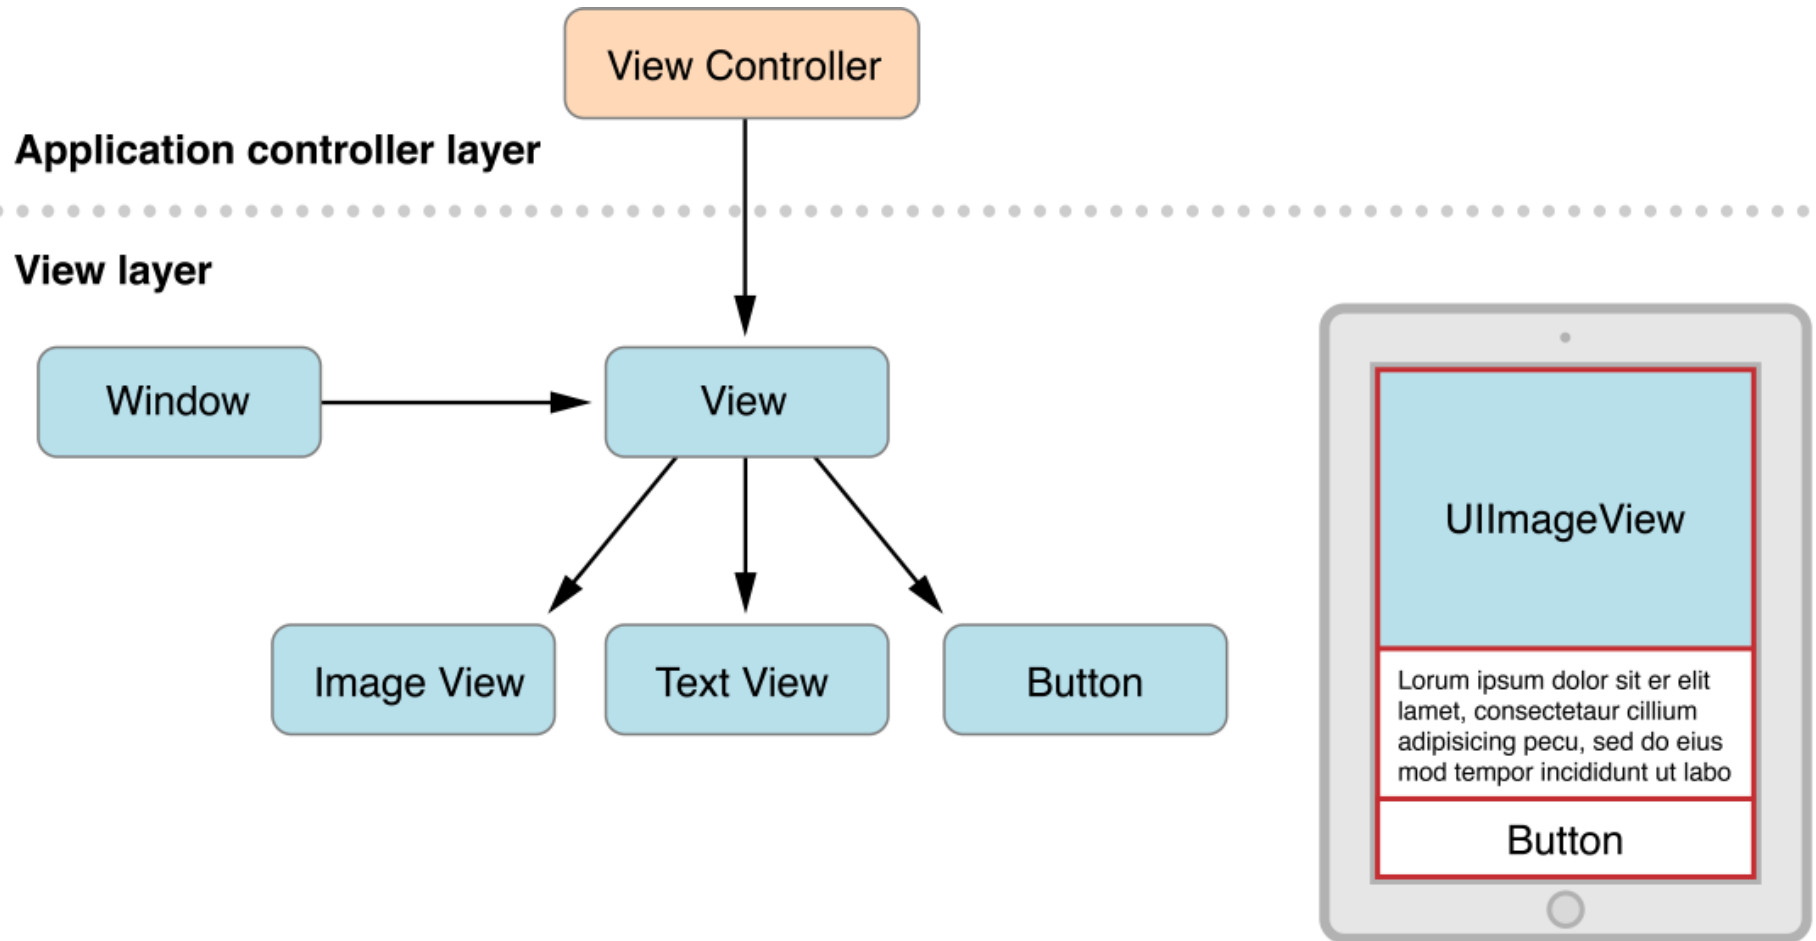 View Controller
Application controller layer
View layer
Window
View
Image View
Text View
Button
UIImageView
Lorum ipsum dolor sit er elit
lamet, consectetaur cillium
adipisicing pecu, sed do eius
mod tempor incididunt ut labo
Button